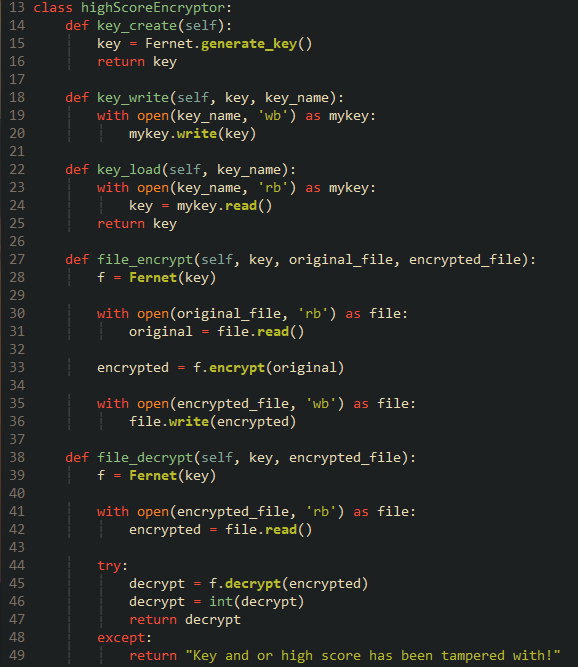 13 class highScoreEncryptor:
14     def key_create(self):
15         key = Fernet.generate_key()
16         return key
17
18     def key_write(self, key, key_name):
19         with open(key_name, 'wb') as mykey:
20             mykey.write(key)
21
22     def key_load(self, key_name):
23         with open(key_name, 'rb') as mykey:
24             key = mykey.read()
25         return key
26
27     def file_encrypt(self, key, original_file, encrypted_file):
28         f = Fernet(key)
29
30         with open(original_file, 'rb') as file:
31             original = file.read()
32
33         encrypted = f.encrypt(original)
34
35         with open(encrypted_file, 'wb') as file:
36             file.write(encrypted)
37
38     def file_decrypt(self, key, encrypted_file):
39         f = Fernet(key)
40
41         with open(encrypted_file, 'rb') as file:
42             encrypted = file.read()
43
44         try:
45             decrypt = f.decrypt(encrypted)
46             decrypt = int(decrypt)
47             return decrypt
48         except:
49             return "Key and or high score has been tampered with!"